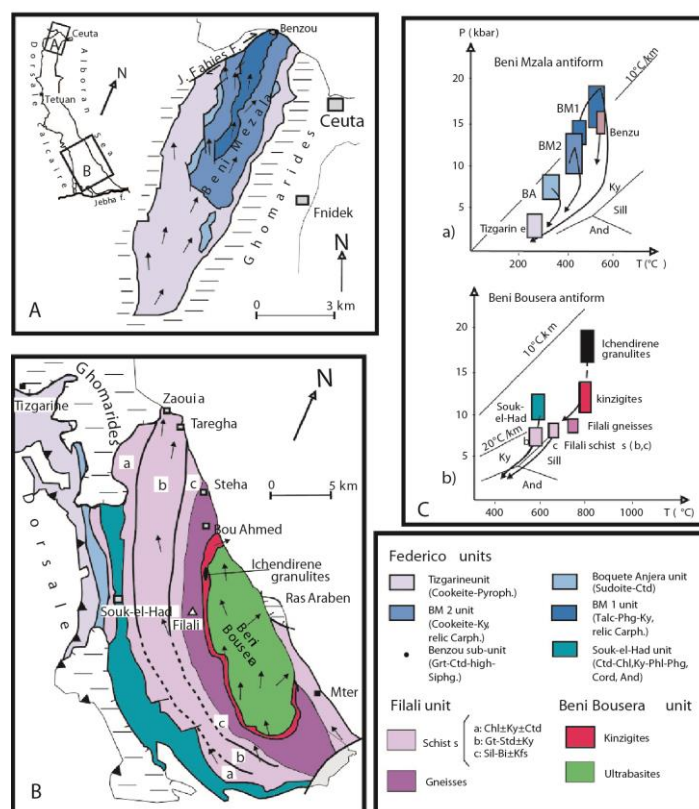 A
Ceuta
Dorsale Calcaire
Alboran Sea
N
Tetuan
B
Jebha f.
Benzou
J. Fahies F.
Beni Mezala
Ghomarides
Ceuta
Fnidek
N
A
0 3 km
P (kbar)
Beni Mzala antiform
10°C/km
20
15
10
5
BM1
BM2
BA
Benzu
Tizgarin e
Ky
Sill
And
a)
200 400 600 T (°C)
Beni Bousera antiform
20
15
10
5
10°C,k m
20°C /km
Ichendirene
granulites
Souk-
el-Had
kinzigites
Filali gneisses
Filali schist s (b,c)
b
c
Ky
Sill
And
b)
400 600 800 1000 T (°C)
C
Tizgarine
Ghomarides
Zaoui a
Taregha
N
a
b
c
Steha
0 5 km
Bou Ahmed
Ichendirene
granulites
Dorsale
Souk-el-Had
Filali
Ras Araben
Beni
Bousera
Mter
c
b
a
B
Federico units
Tizgarineunit
(Cookeite-Pyroph.)
BM 2 unit
(Cookeite-Ky,
relic Carph.)
Benzou sub-unit
(Grt-Ctd-high-
Siphg.)
Boquete Anjera unit
(Sudoite-Ctd)
BM 1 unit
(Talc-Phg-Ky,
relic Carph.)
Souk-el-Had unit
(Ctd-Chl,Ky-Phl-Phg,
Cord, And)
Filali unit
Schist s
a: Chl±Ky±Ctd
b: Gt-Std±Ky
c: Sil-Bi±Kfs
Gneisses
Beni Bousera
unit
Kinzigites
Ultrabasites